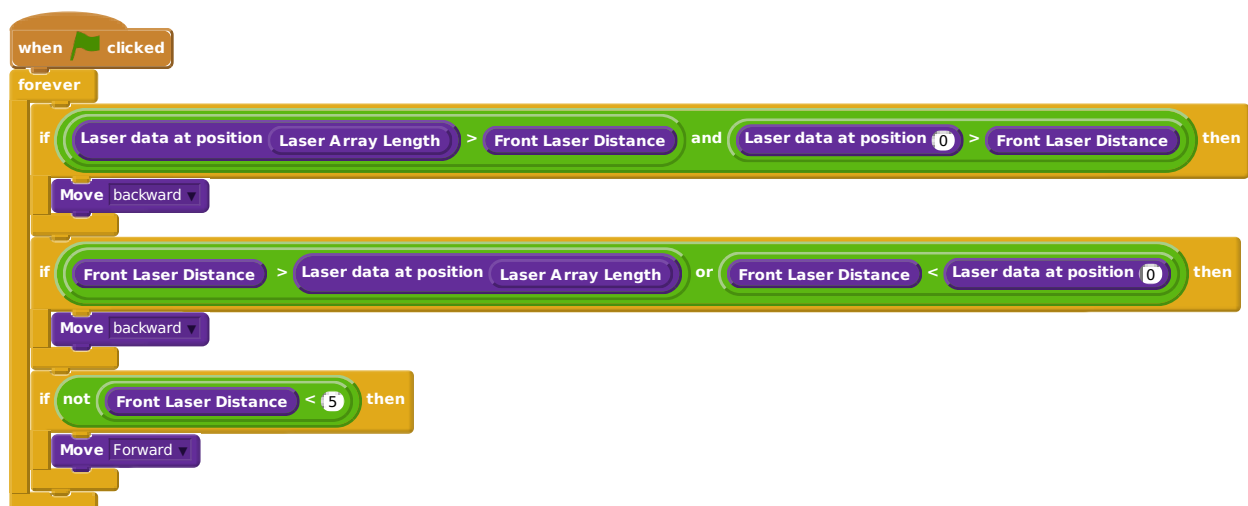 when clicked
forever
if Laser data at position Laser Array Length > Front Laser Distance and Laser data at position 0 > Front Laser Distance then
Move backward ▾
if Front Laser Distance > Laser data at position Laser Array Length or Front Laser Distance < Laser data at position 0 then
Move backward ▾
if not Front Laser Distance < 5 then
Move Forward ▾